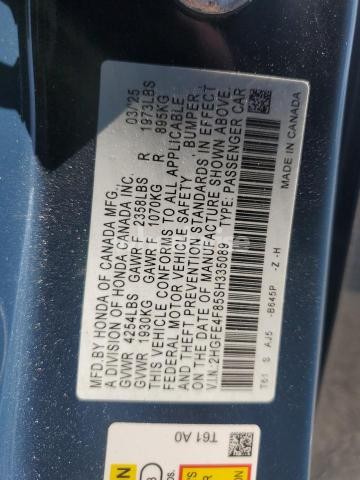 MFD.BY HONDA OF CANADA MFG., 03/25
A DIVISION OF HONDA CANADA INC.
GVWR 4254LBS GAWR F 2358LBS R 1973LBS
GVWR 1930KG GAWR F 1070KG R 895KG
THIS VEHICLE CONFORMS TO ALL APPLICABLE
FEDERAL MOTOR VEHICLE SAFETY BUMPER,
AND THEFT PREVENTION STANDARDS IN EFFECT
ON THE DATE OF MANUFACTURE SHOWN ABOVE.
V.I.N.:2HGFE4F85SH335089 TYPE:PASSENGER CAR
T61 S AJ5 -B645P -Z -H
MADE IN CANADA
T61 A0